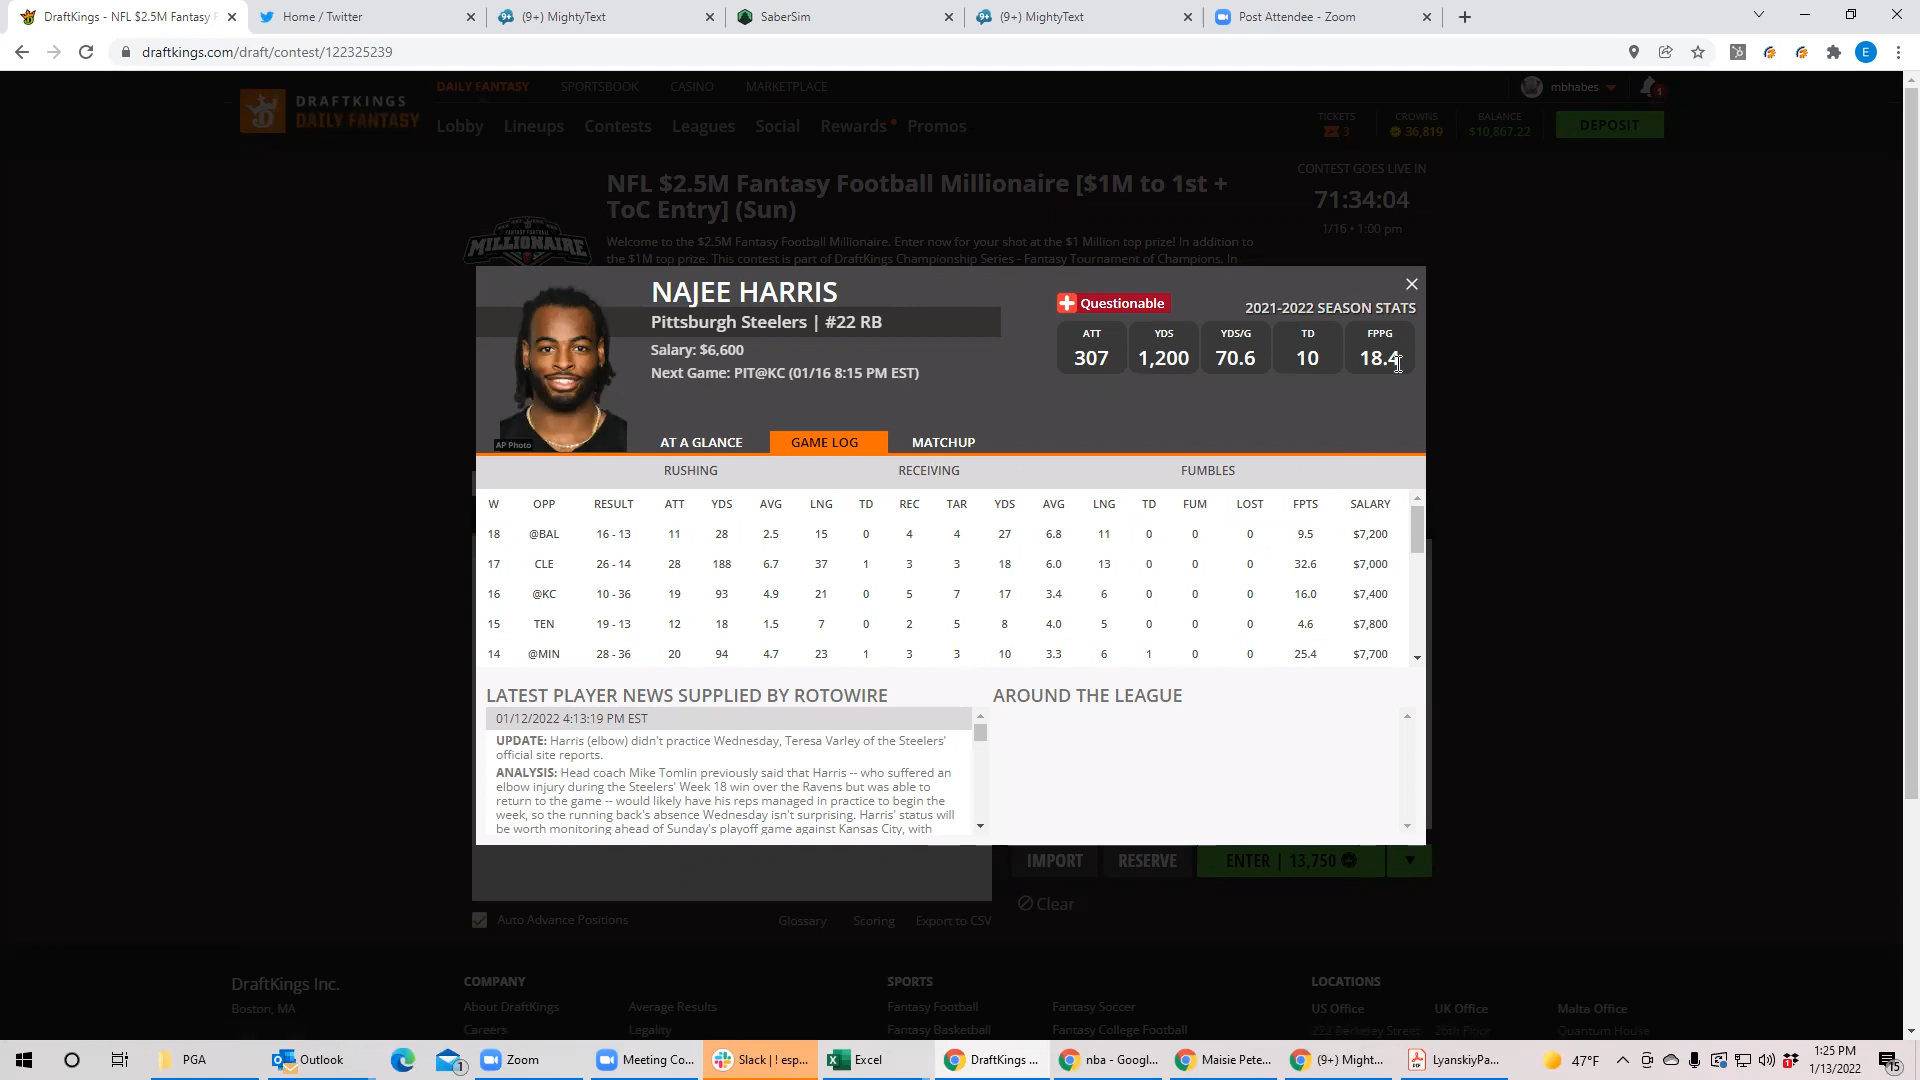 DraftKings - NFL $2.5M Fantasy F
Home / Twitter
(9+) MightyText
SaberSim
(9+) MightyText
Post Attendee - Zoom
draftkings.com/draft/contest/122325239
E
DRAFTKINGS
DAILY FANTASY
DAILY FANTASY SPORTSBOOK CASINO MARKETPLACE
mbhabes
1
Lobby Lineups Contests Leagues Social Rewards Promos
TICKETS
3
CROWNS
36,819
BALANCE
$10,867.22
DEPOSIT
NFL $2.5M Fantasy Football Millionaire [$1M to 1st +
ToC Entry] (Sun)
CONTEST GOES LIVE IN
71:34:04
1/16 • 1:00 pm
MILLIONAIRE
Welcome to the $2.5M Fantasy Football Millionaire. Enter now for your shot at the $1 Million top prize! In addition to
the $1M top prize. This contest is part of DraftKings Championship Series - Fantasy Tournament of Champions. In
NAJEE HARRIS
Pittsburgh Steelers | #22 RB
Salary: $6,600
Next Game: PIT@KC (01/16 8:15 PM EST)
AP Photo
Questionable
2021-2022 SEASON STATS
ATT YDS YDS/G TD FPPG
307 1,200 70.6 10 18.4
AT A GLANCE GAME LOG MATCHUP
RUSHING RECEIVING FUMBLES
W OPP RESULT ATT YDS AVG LNG TD REC TAR YDS AVG LNG TD FUM LOST FPTS SALARY
18 @BAL 16 - 13 11 28 2.5 15 0 4 4 27 6.8 11 0 0 0 9.5 $7,200
17 CLE 26 - 14 28 188 6.7 37 1 3 3 18 6.0 13 0 0 0 32.6 $7,000
16 @KC 10 - 36 19 93 4.9 21 0 5 7 17 3.4 6 0 0 0 16.0 $7,400
15 TEN 19 - 13 12 18 1.5 7 0 2 5 8 4.0 5 0 0 0 4.6 $7,800
14 @MIN 28 - 36 20 94 4.7 23 1 3 3 10 3.3 6 1 0 0 25.4 $7,700
LATEST PLAYER NEWS SUPPLIED BY ROTOWIRE
AROUND THE LEAGUE
01/12/2022 4:13:19 PM EST
UPDATE: Harris (elbow) didn't practice Wednesday, Teresa Varley of the Steelers'
official site reports.
ANALYSIS: Head coach Mike Tomlin previously said that Harris -- who suffered an
elbow injury during the Steelers' Week 18 win over the Ravens but was able to
return to the game -- would likely have his reps managed in practice to begin the
week, so the running back's absence Wednesday isn't surprising. Harris' status will
be worth monitoring ahead of Sunday's playoff game against Kansas City, with
IMPORT RESERVE ENTER | 13,750
Clear
Auto Advance Positions
Glossary Scoring Export to CSV
DraftKings Inc.
Boston, MA
COMPANY
About DraftKings Average Results
Careers Legality
SPORTS
Fantasy Football Fantasy Soccer
Fantasy Basketball Fantasy College Football
LOCATIONS
US Office UK Office Malta Office
222 Berkeley Street Quantum House
PGA
Outlook
1
Zoom
Meeting Co...
Slack | ! esp...
Excel
DraftKings ...
nba - Googl...
Maisie Pete...
(9+) Might...
LyanskiyPa...
47°F
1:25 PM
1/13/2022
15